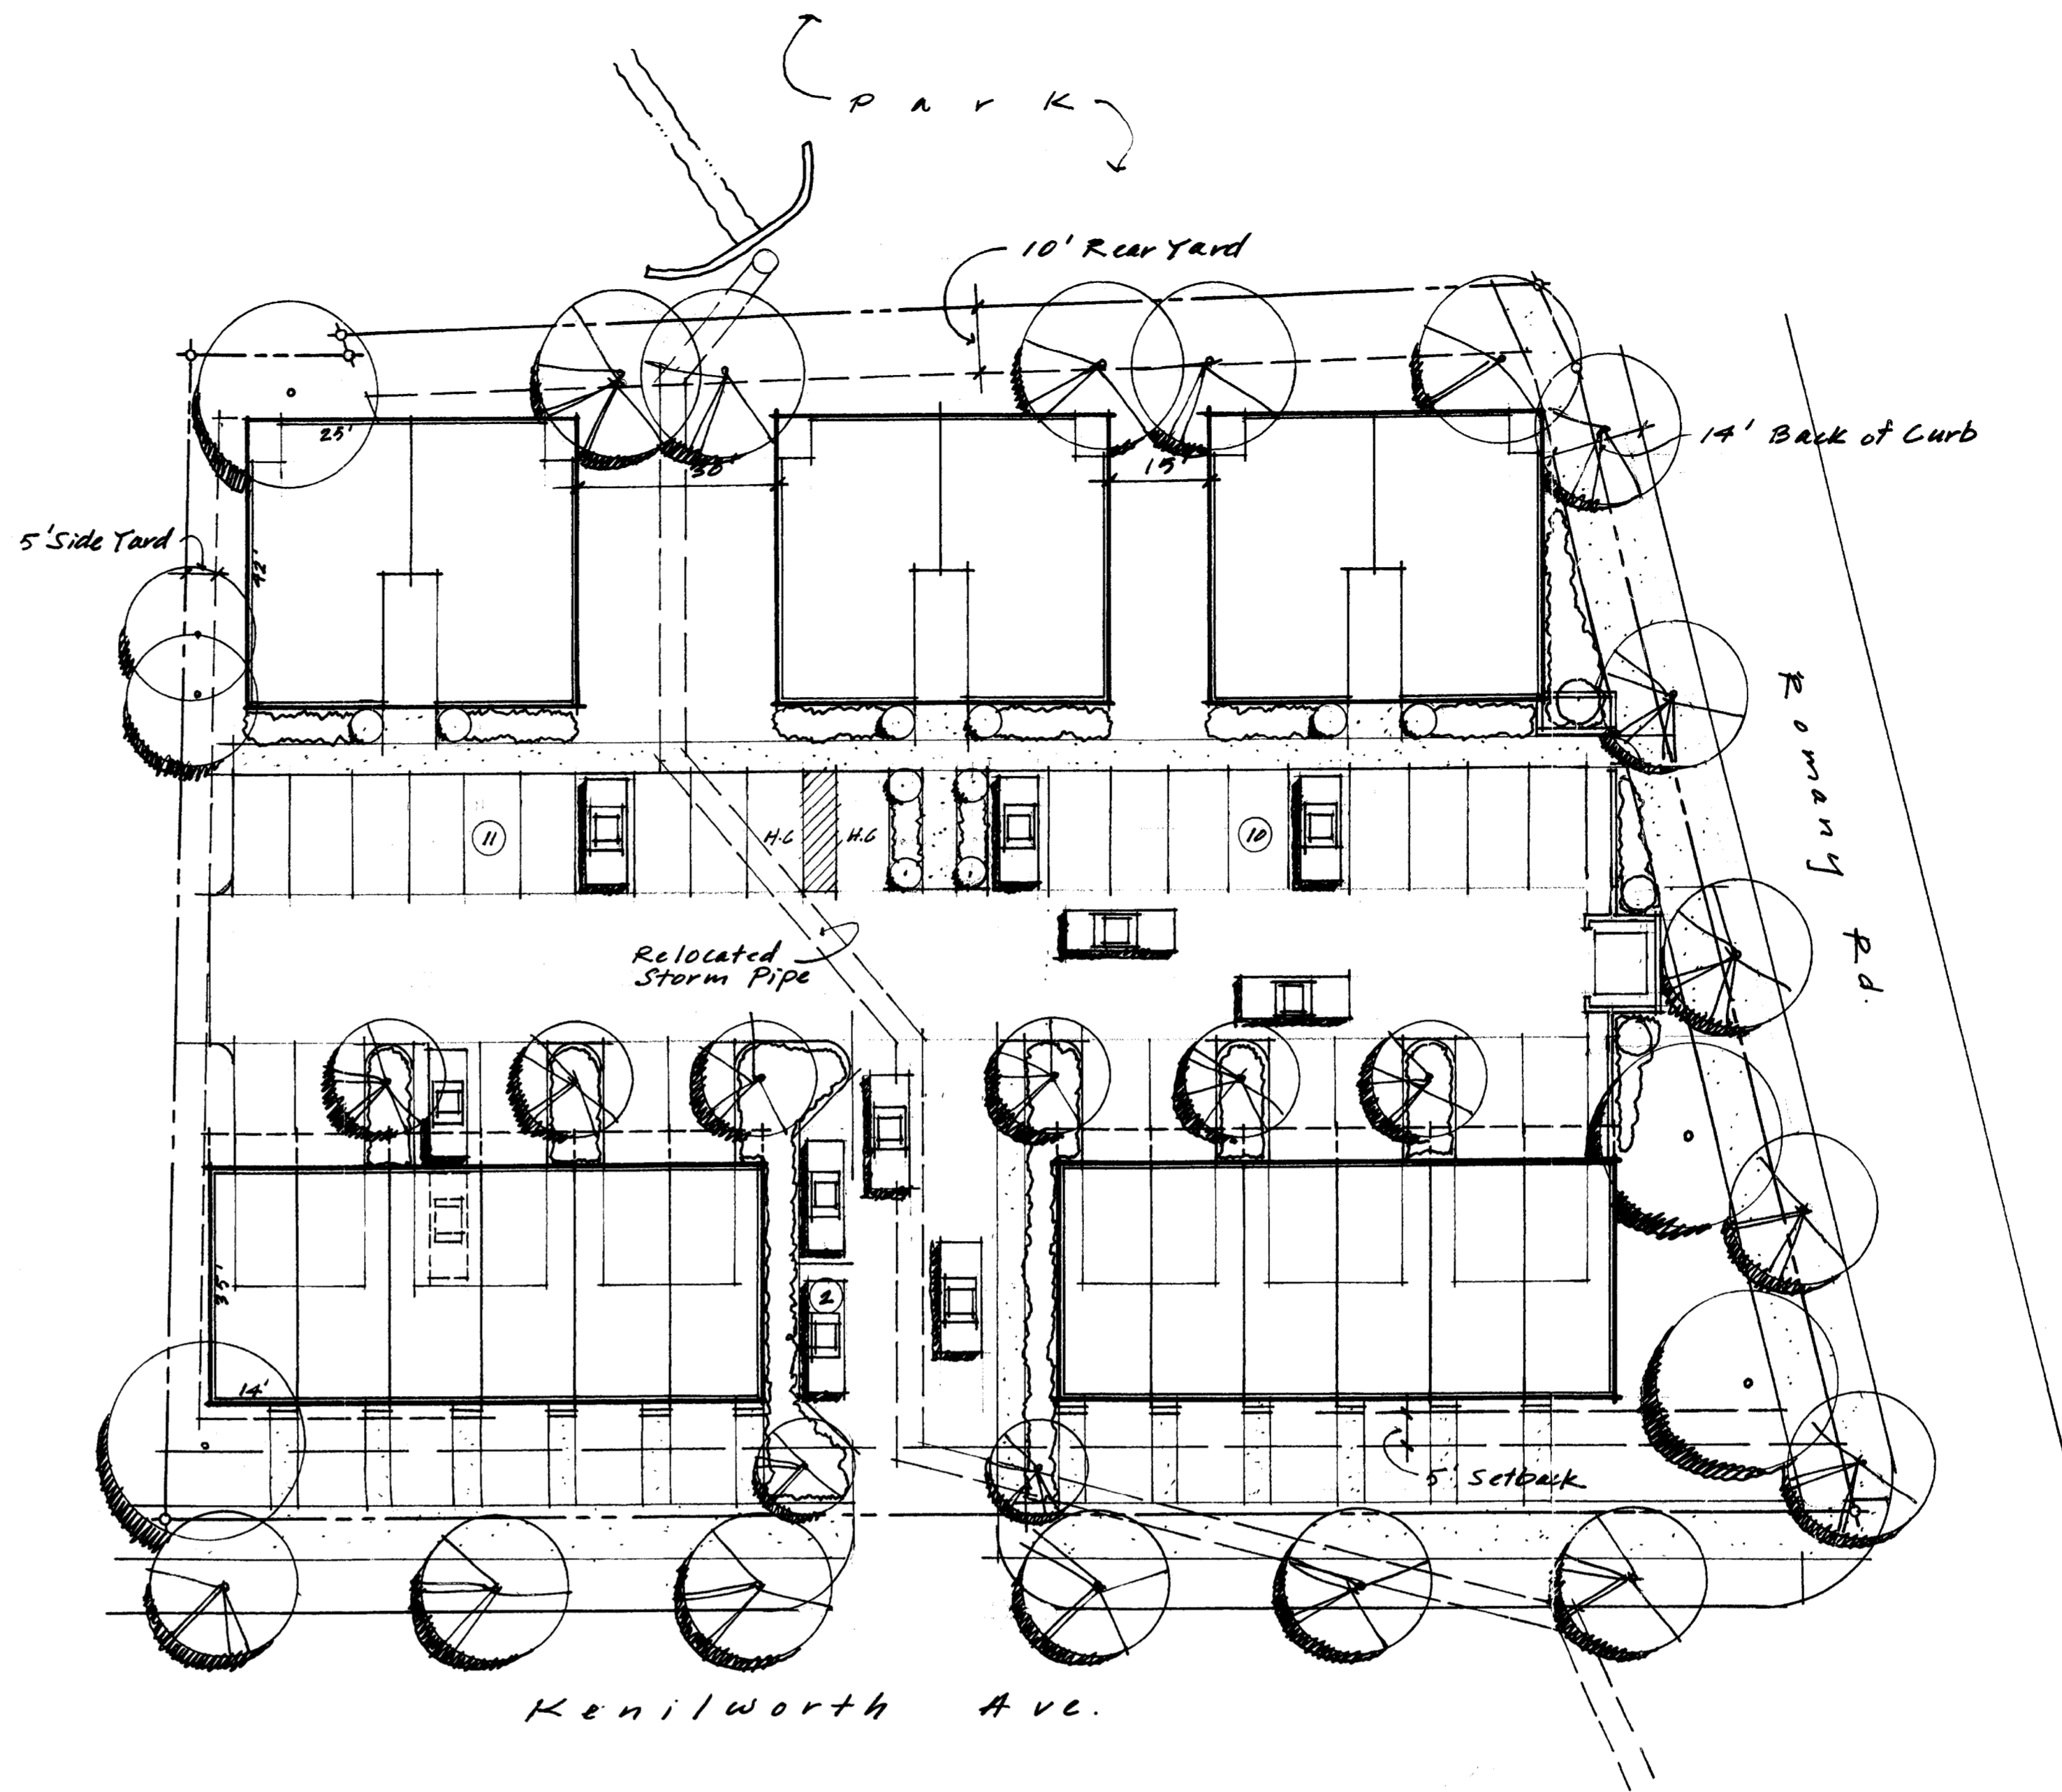 Park
10' Rear Yard
14' Back of Curb
25'
30'
15'
5' Side Yard
42'
Romany Rd.
11
H.C
H.C
10
Relocated
Storm Pipe
35'
2
14'
5' Setback
Kenilworth Ave.